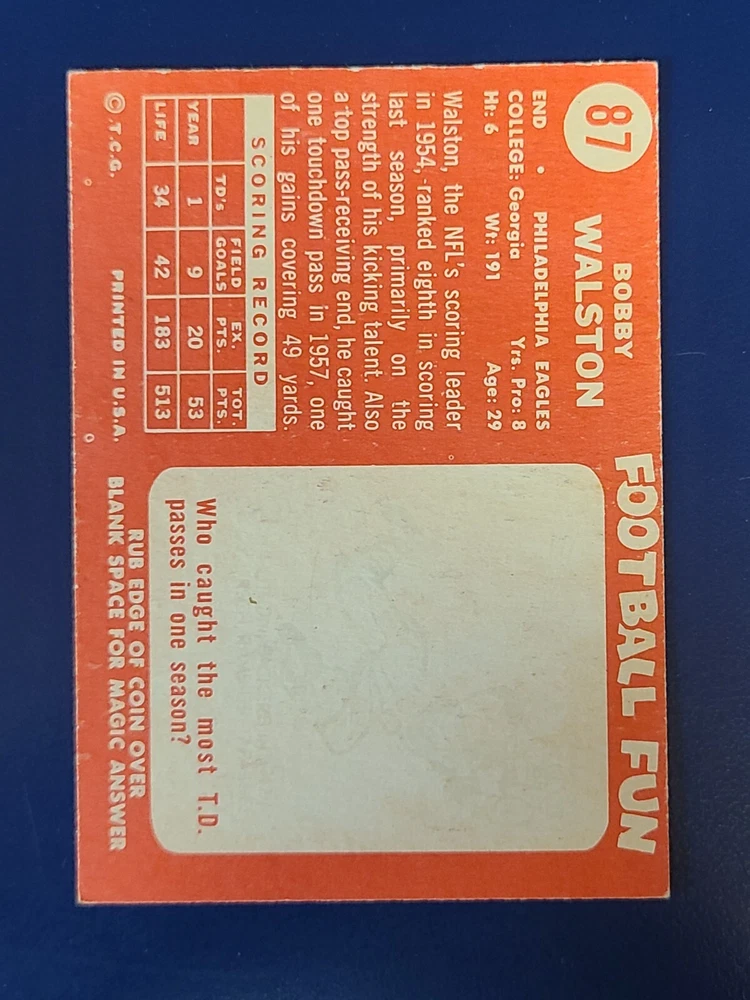 87
BOBBY
WALSTON
END • PHILADELPHIA EAGLES
COLLEGE: Georgia Yrs. Pro: 8
Ht: 6 Wt: 191 Age: 29
Walston, the NFL's scoring leader
in 1954, ranked eighth in scoring
last season, primarily on the
strength of his kicking talent. Also
a top pass-receiving end, he caught
one touchdown pass in 1957, one
of his gains covering 49 yards.
SCORING RECORD
TD's FIELD GOALS EX. PTS. TOT. PTS.
YEAR 1 9 20 53
LIFE 34 42 183 513
© T.C.G. PRINTED IN U.S.A.
FOOTBALL FUN
Who caught the most T.D.
passes in one season?
RUB EDGE OF COIN OVER
BLANK SPACE FOR MAGIC ANSWER